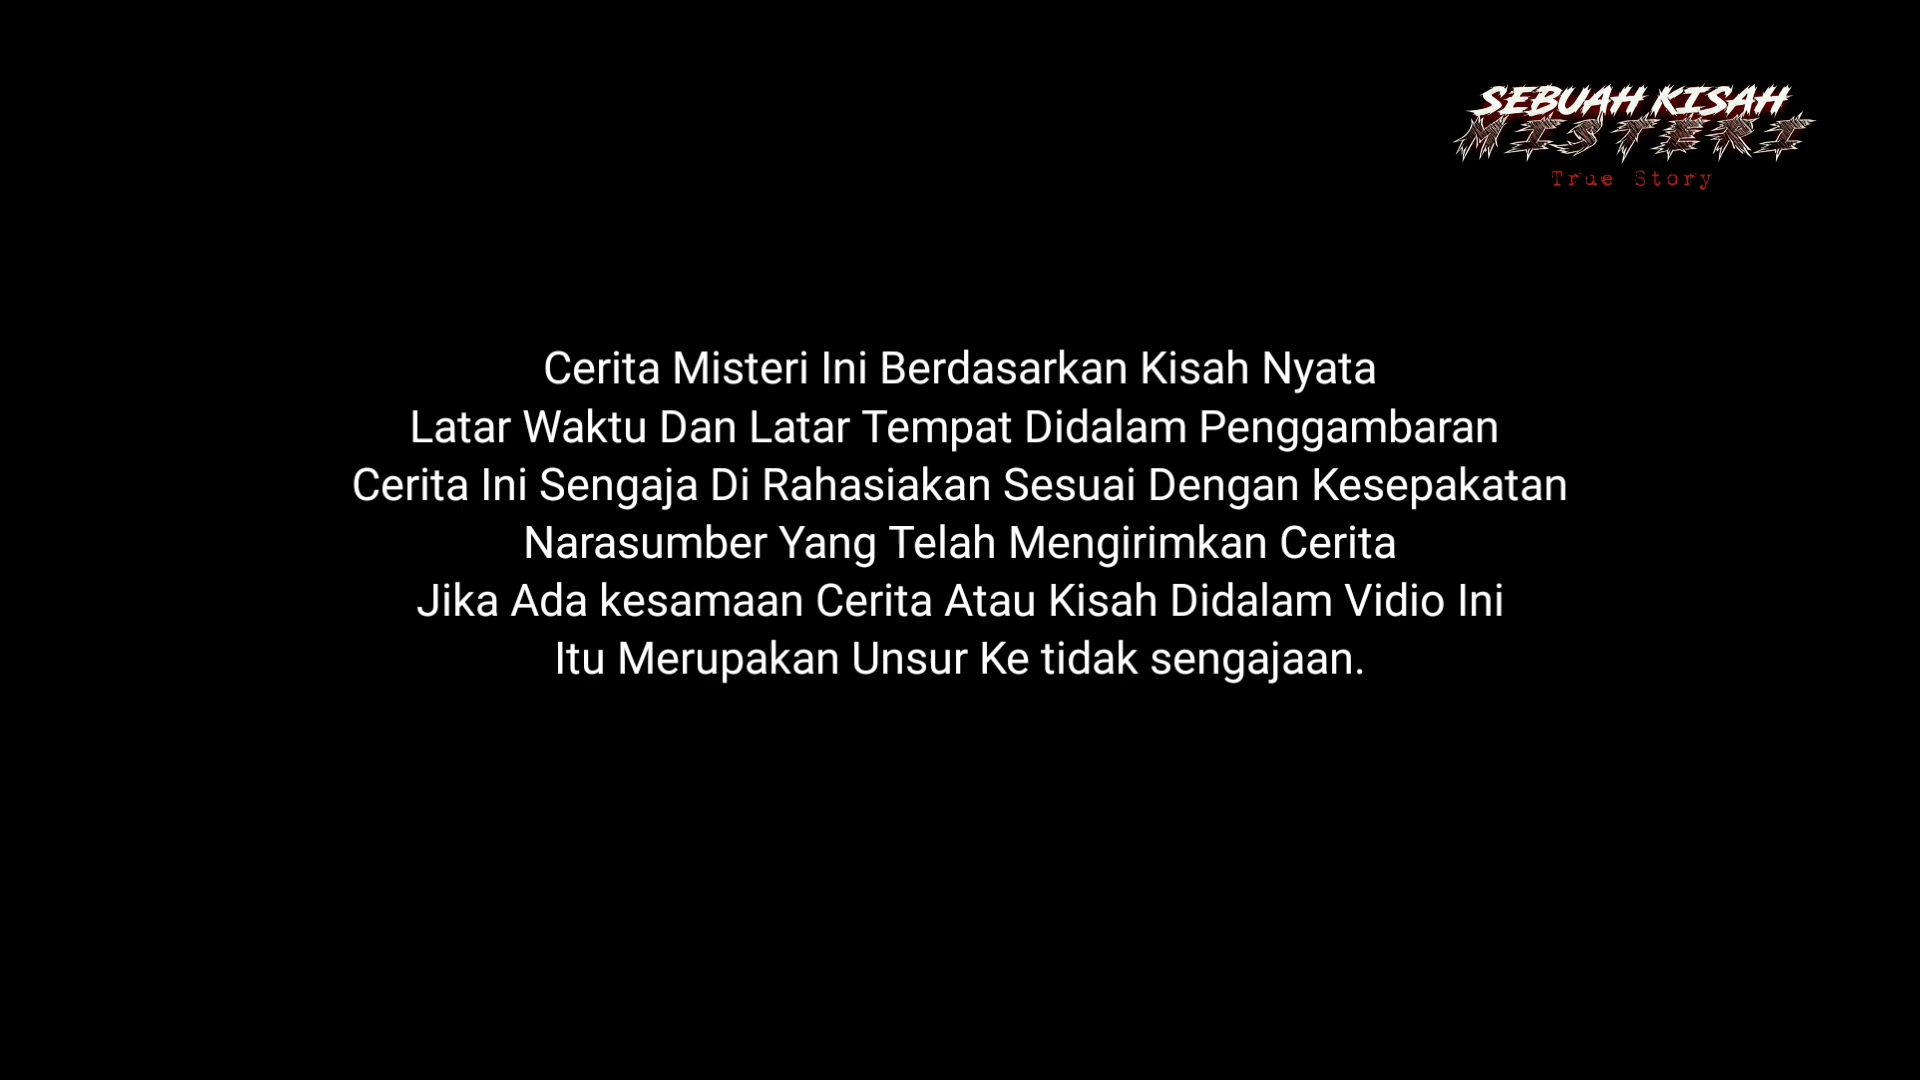 SEBUAH KISAH
MISTERI
True Story
Cerita Misteri Ini Berdasarkan Kisah Nyata
Latar Waktu Dan Latar Tempat Didalam Penggambaran
Cerita Ini Sengaja Di Rahasiakan Sesuai Dengan Kesepakatan
Narasumber Yang Telah Mengirimkan Cerita
Jika Ada kesamaan Cerita Atau Kisah Didalam Vidio Ini
Itu Merupakan Unsur Ke tidak sengajaan.